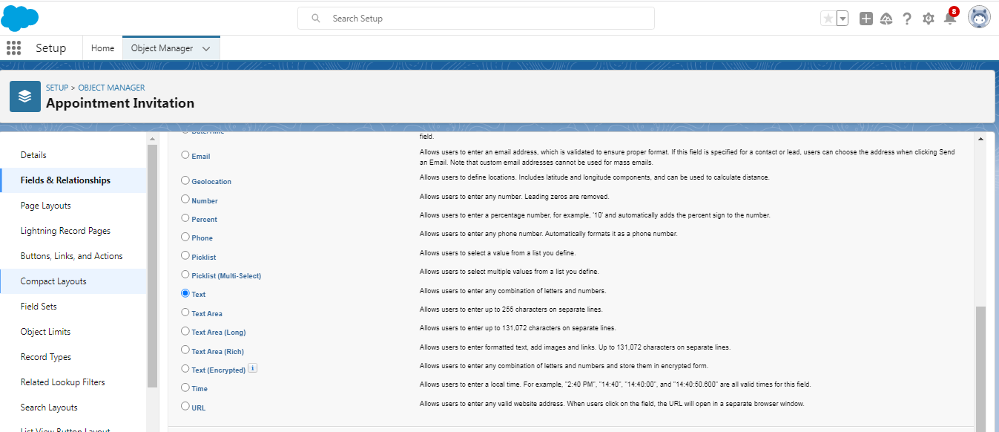 Search Setup
8
Setup
Home
Object Manager
SETUP > OBJECT MANAGER
Appointment Invitation
Details
Fields & Relationships
Page Layouts
Lightning Record Pages
Buttons, Links, and Actions
Compact Layouts
Field Sets
Object Limits
Record Types
Related Lookup Filters
Search Layouts
List View Button Layout
Date/Time
field.
Email
Allows users to enter an email address, which is validated to ensure proper format. If this field is specified for a contact or lead, users can choose the address when clicking Send
an Email. Note that custom email addresses cannot be used for mass emails.
Geolocation
Allows users to define locations. Includes latitude and longitude components, and can be used to calculate distance.
Number
Allows users to enter any number. Leading zeros are removed.
Percent
Allows users to enter a percentage number, for example, '10' and automatically adds the percent sign to the number.
Phone
Allows users to enter any phone number. Automatically formats it as a phone number.
Picklist
Allows users to select a value from a list you define.
Picklist (Multi-Select)
Allows users to select multiple values from a list you define.
Text
Allows users to enter any combination of letters and numbers.
Text Area
Allows users to enter up to 255 characters on separate lines.
Text Area (Long)
Allows users to enter up to 131,072 characters on separate lines.
Text Area (Rich)
Allows users to enter formatted text, add images and links. Up to 131,072 characters on separate lines.
Text (Encrypted) i
Allows users to enter any combination of letters and numbers and store them in encrypted form.
Time
Allows users to enter a local time. For example, "2:40 PM", "14:40", "14:40:00", and "14:40:50.600" are all valid times for this field.
URL
Allows users to enter any valid website address. When users click on the field, the URL will open in a separate browser window.